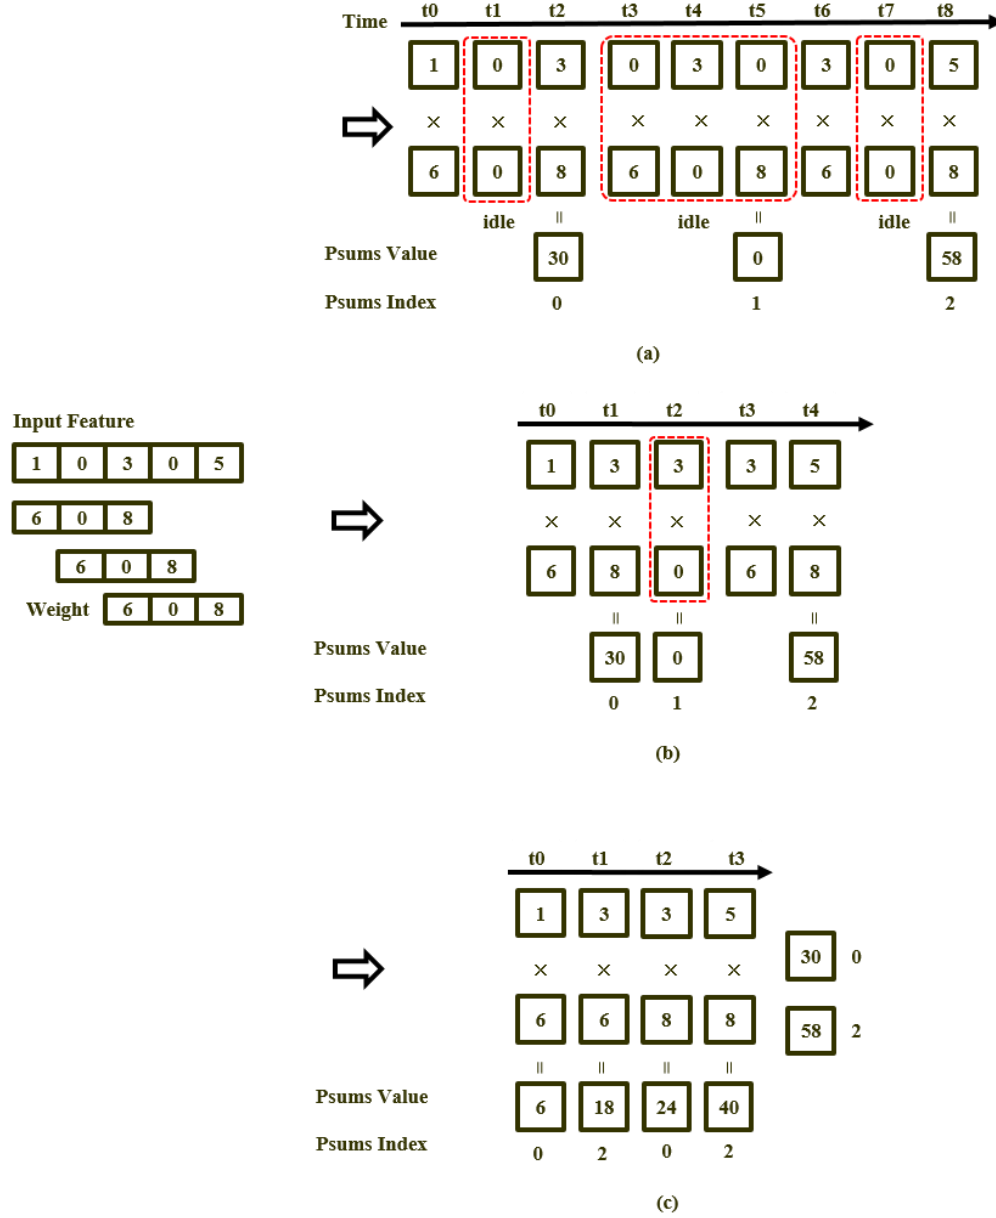 t0 t1 t2 t3 t4 t5 t6 t7 t8
Time
1 0 3 0 3 0 3 0 5
× × × × × × × × ×
6 0 8 6 0 8 6 0 8
idle = idle = idle =
Psums Value 30 0 58
Psums Index 0 1 2
(a)
Input Feature
1 0 3 0 5
6 0 8
6 0 8
Weight 6 0 8
t0 t1 t2 t3 t4
1 3 3 3 5
× × × × ×
6 8 0 6 8
= = =
Psums Value 30 0 58
Psums Index 0 1 2
(b)
t0 t1 t2 t3
1 3 3 5
30 0
× × × ×
6 6 8 8
58 2
= = = =
Psums Value 6 18 24 40
Psums Index 0 2 0 2
(c)